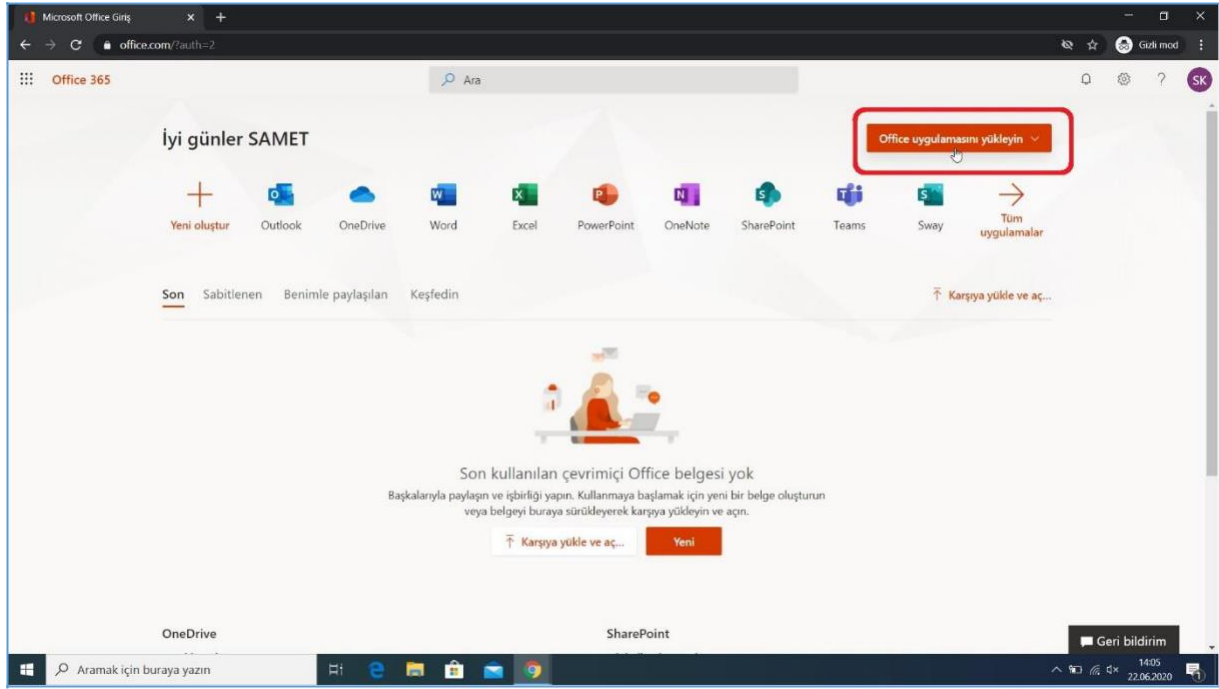 Microsoft Office Giriş
office.com/?auth=2
Gizli mod
Office 365
Ara
SK
İyi günler SAMET
Office uygulamasını yükleyin
Yeni oluştur
Outlook
OneDrive
Word
Excel
PowerPoint
OneNote
SharePoint
Teams
Sway
Tüm
uygulamalar
Son Sabitlenen Benimle paylaşılan Keşfedin
Karşıya yükle ve aç...
Son kullanılan çevrimiçi Office belgesi yok
Başkalarıyla paylaşın ve işbirliği yapın. Kullanmaya başlamak için yeni bir belge oluşturun
veya belgeyi buraya sürükleyerek karşıya yükleyin ve açın.
Karşıya yükle ve aç...
Yeni
OneDrive
SharePoint
Geri bildirim
Aramak için buraya yazın
14:05
22.06.2020